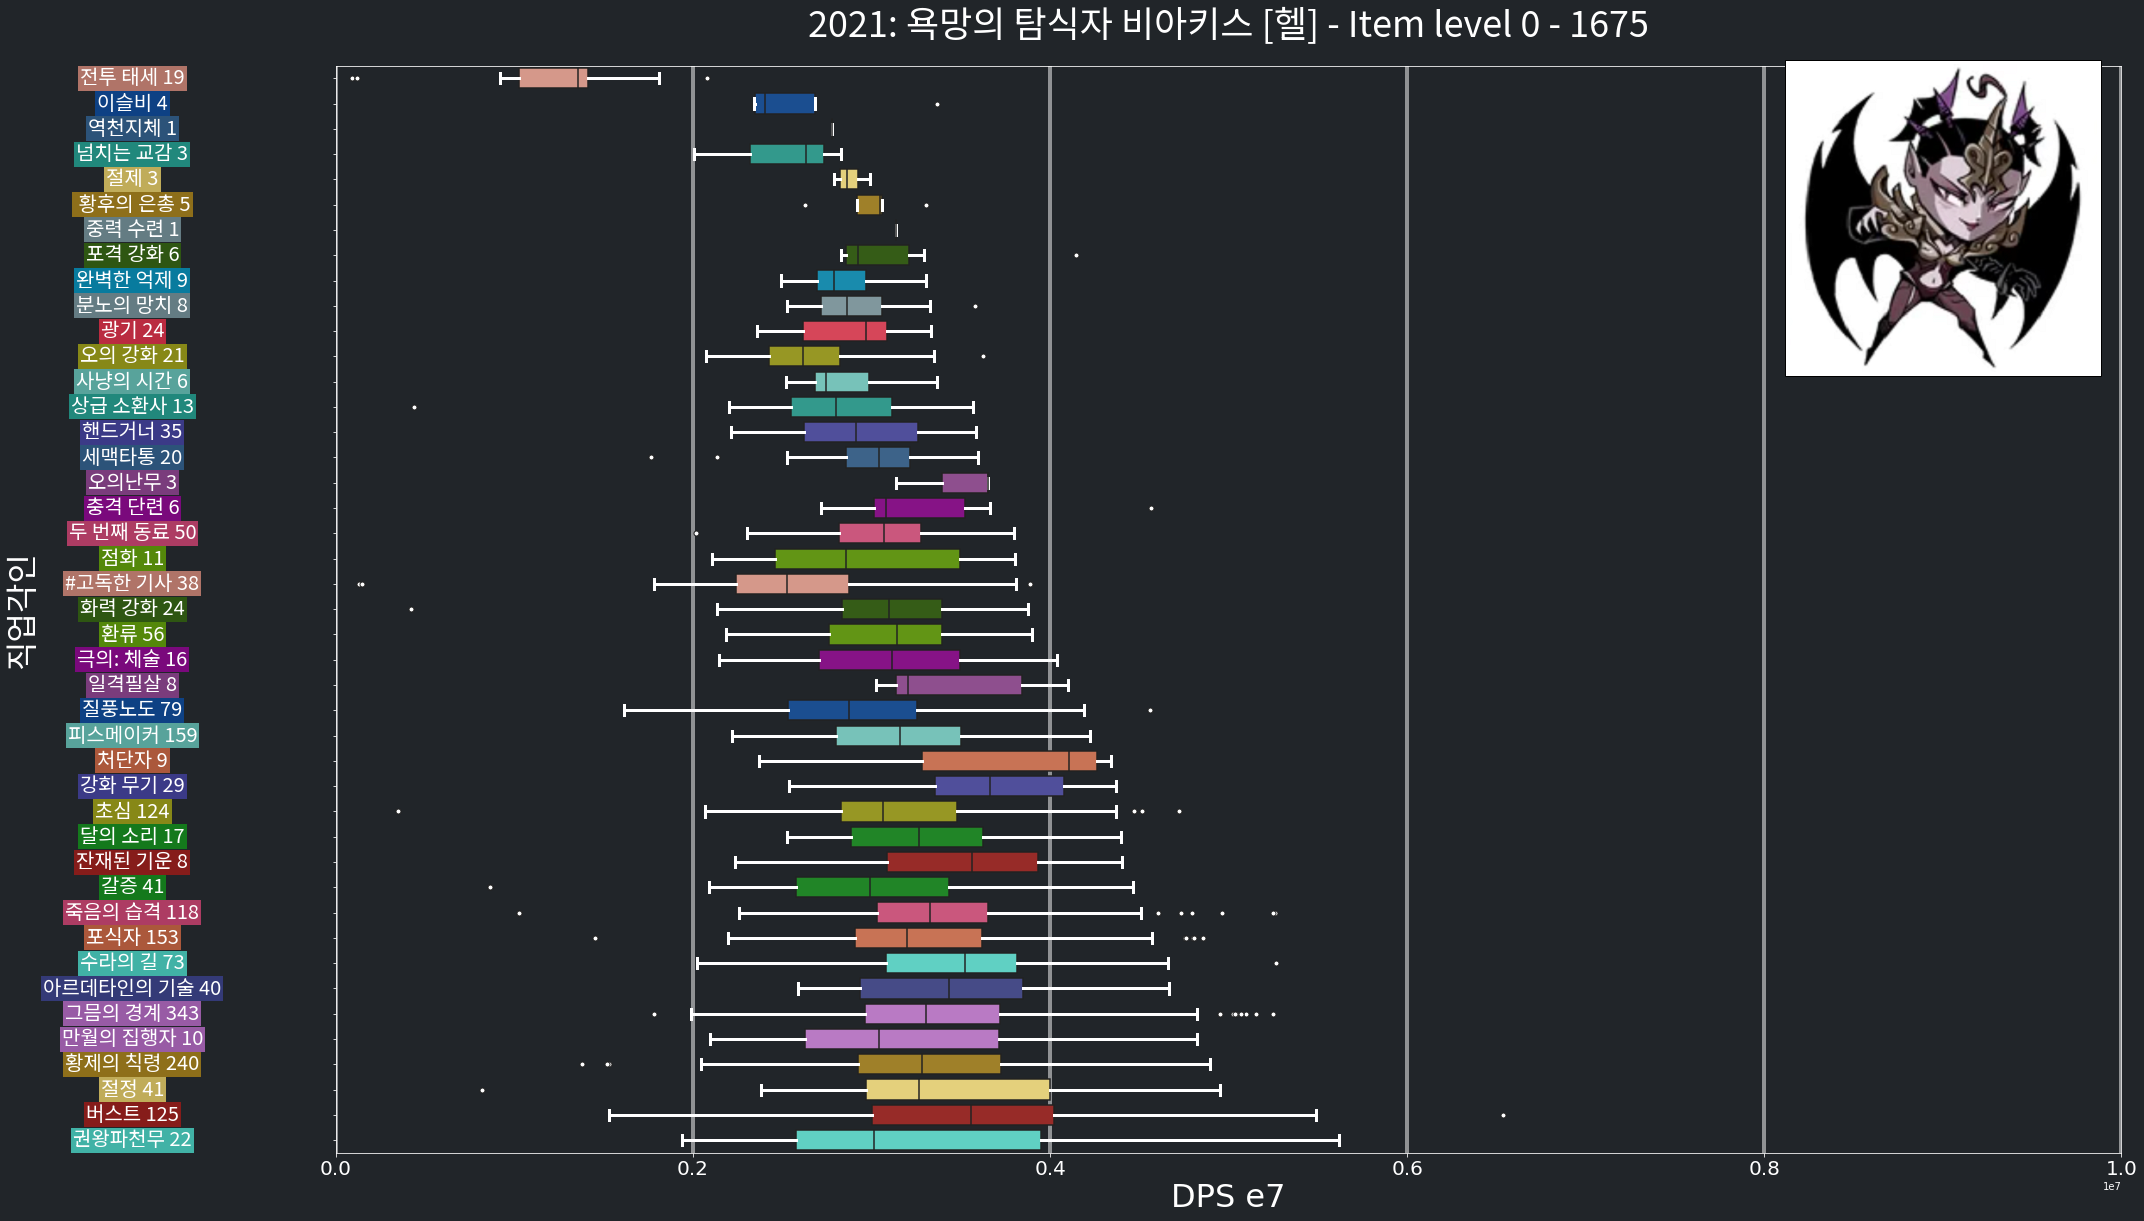 2021: 욕망의 탐식자 비아키스 [헬] - Item level 0 - 1675
직업각인
전투 태세 19
이슬비 4
역천지체 1
넘치는 교감 3
절제 3
황후의 은총 5
중력 수련 1
포격 강화 6
완벽한 억제 9
분노의 망치 8
광기 24
오의 강화 21
사냥의 시간 6
상급 소환사 13
핸드거너 35
세맥타통 20
오의난무 3
충격 단련 6
두 번째 동료 50
점화 11
#고독한 기사 38
화력 강화 24
환류 56
극의: 체술 16
일격필살 8
질풍노도 79
피스메이커 159
처단자 9
강화 무기 29
초심 124
달의 소리 17
잔재된 기운 8
갈증 41
죽음의 습격 118
포식자 153
수라의 길 73
아르데타인의 기술 40
그믐의 경계 343
만월의 집행자 10
황제의 칙령 240
절정 41
버스트 125
권왕파천무 22
0.0 0.2 0.4 0.6 0.8 1.0
1e7
DPS e7